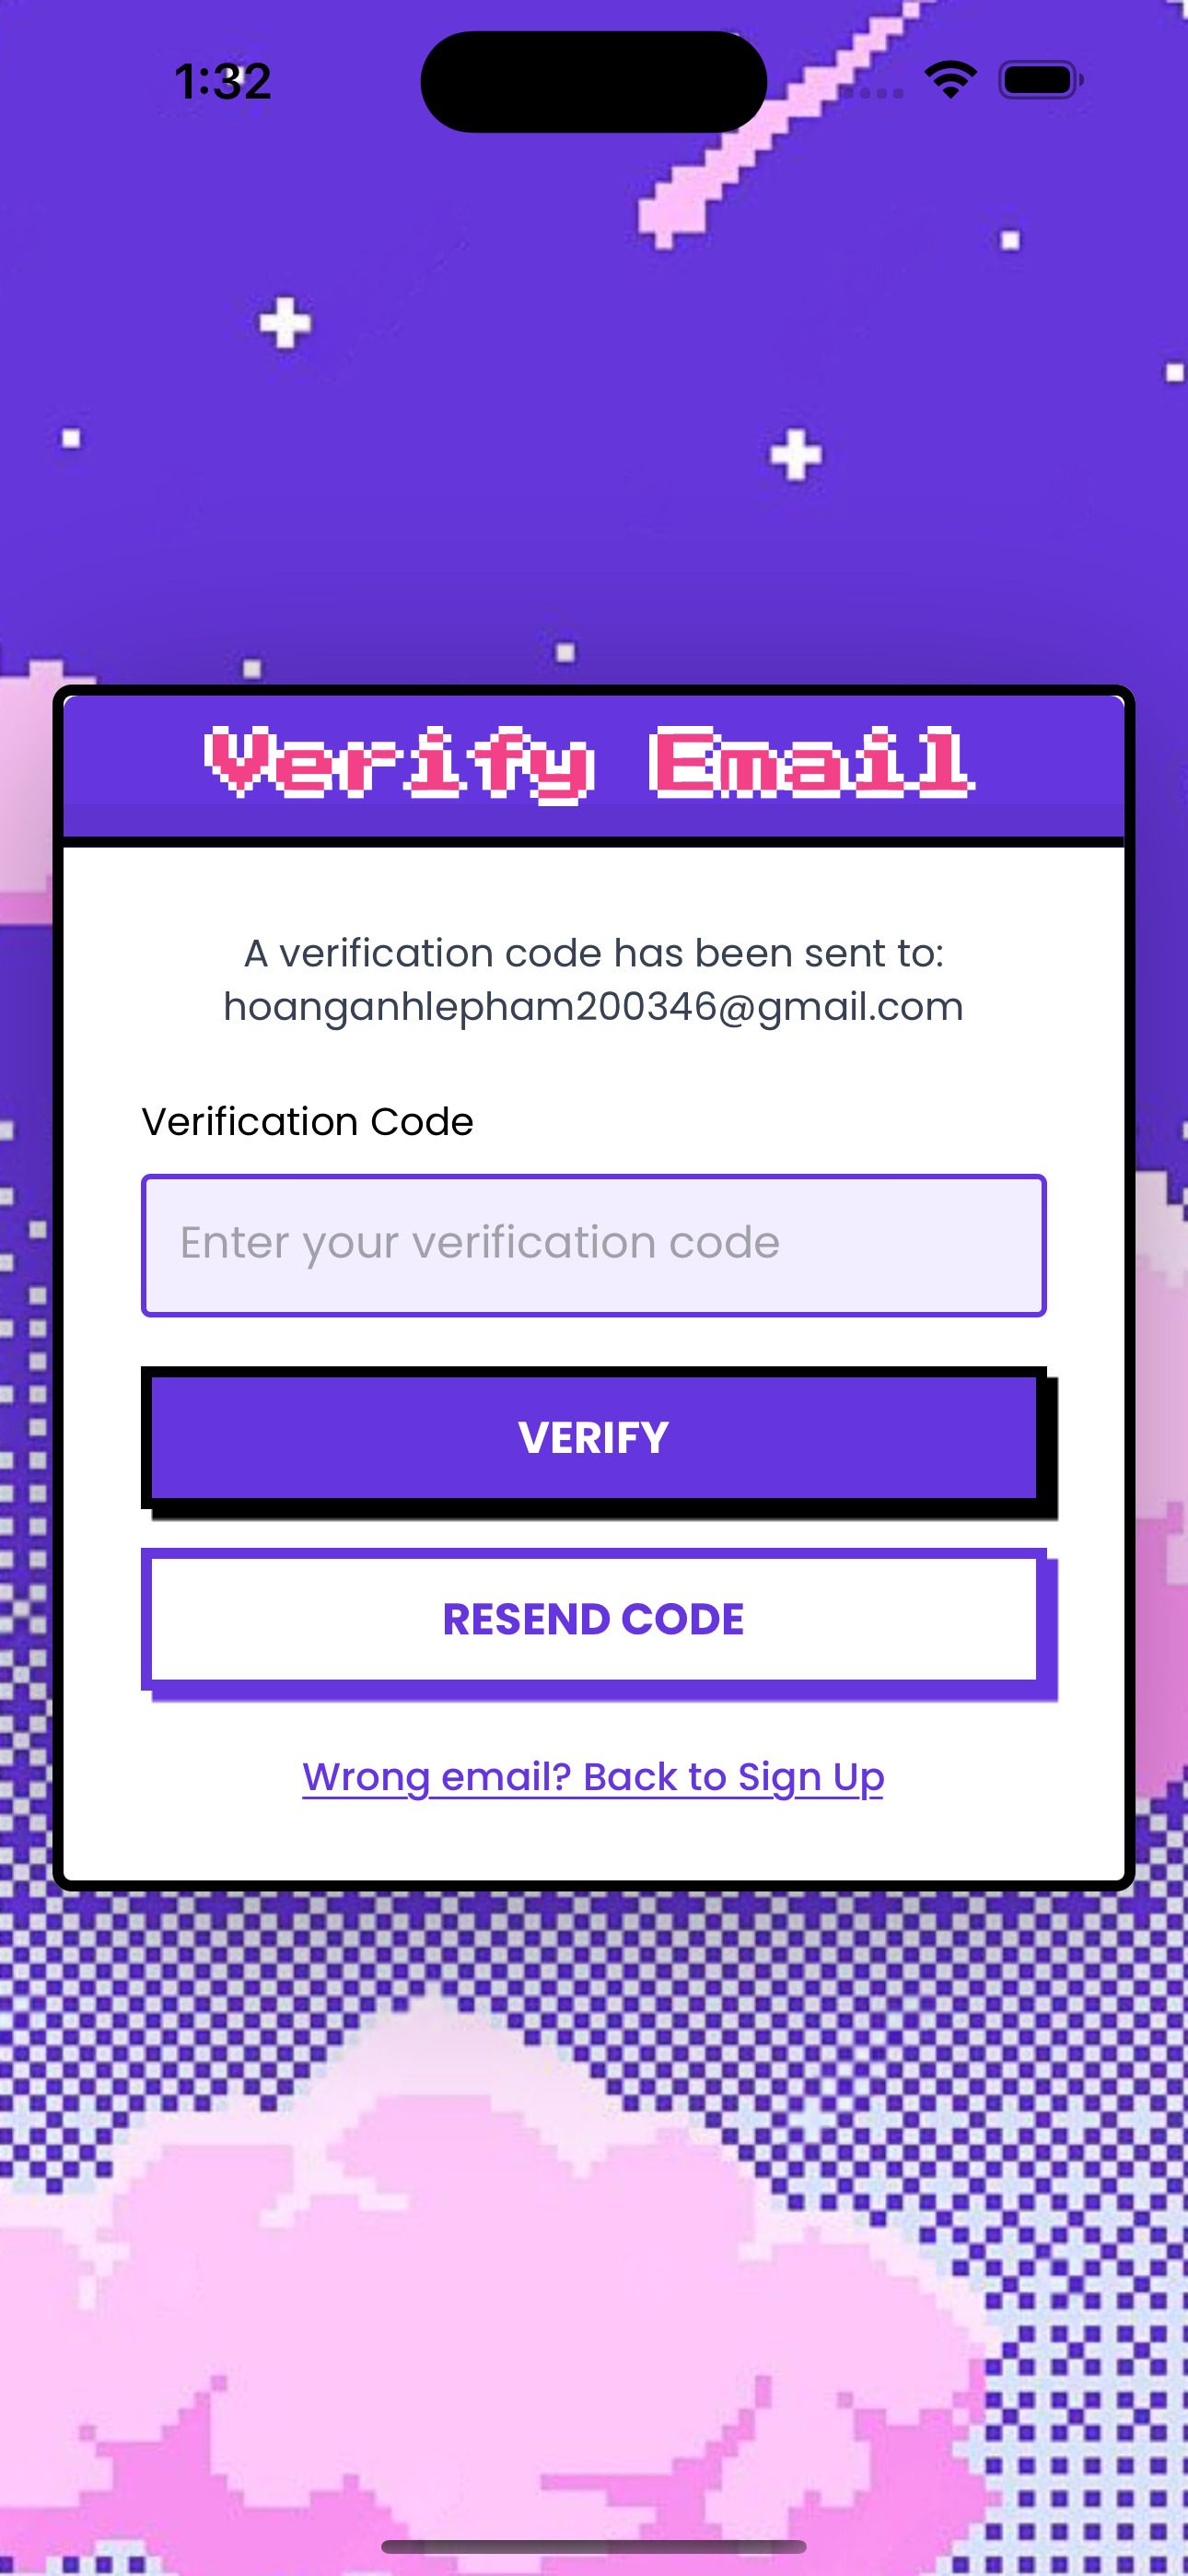 1:32
Verify Email
A verification code has been sent to:
hoanganhlepham200346@gmail.com
Verification Code
Enter your verification code
VERIFY
RESEND CODE
Wrong email? Back to Sign Up